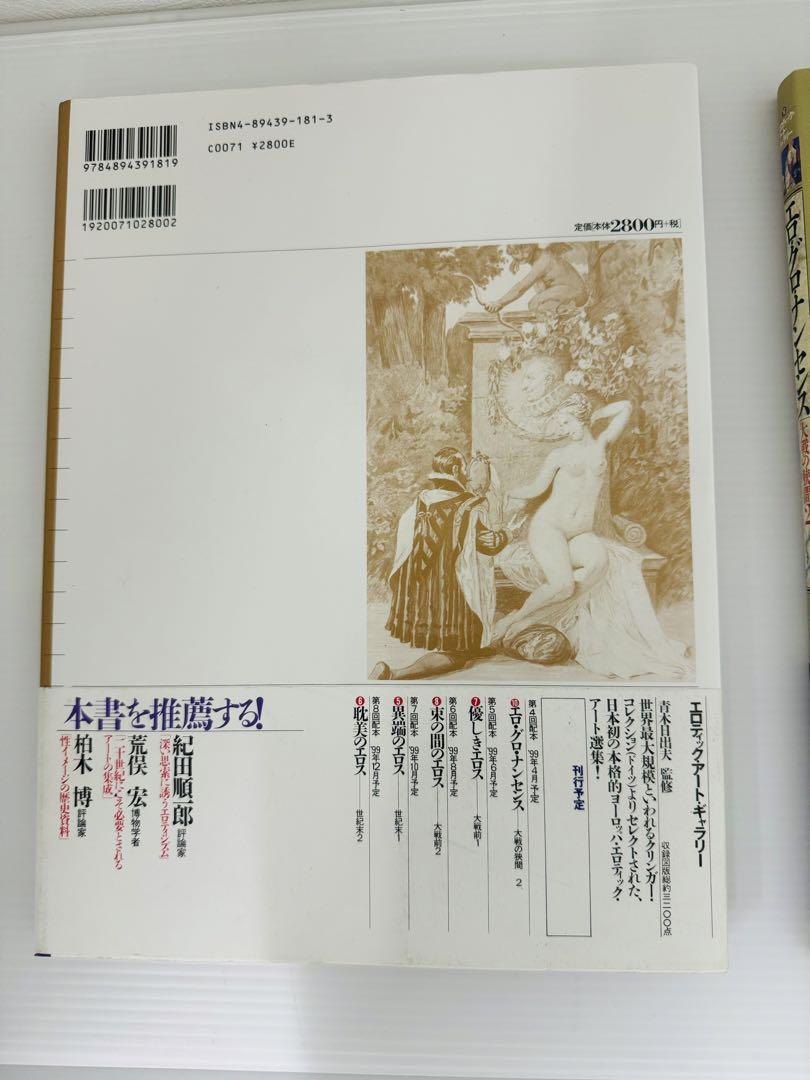 ISBN4-89439-181-3
C0071 ¥2800E
9784894391819
1920071028002
定価[本体2800円+税]
エロティック・アート・ギャラリー
青木日出夫 監修
収録図版総約三二〇〇点
世界最大規模といわれるクリンガー・
コレクション(ドイツ)よりセレクトされた、
日本初の本格的ヨーロッパ・エロティック・
アート選集!
刊行予定
第4回配本 '99年4月予定
10 エロ・グロ・ナンセンス 大戦の狭間 2
第5回配本 '99年6月予定
7 優しきエロス 大戦前1
第6回配本 '99年8月予定
8 束の間のエロス 大戦前2
第7回配本 '99年10月予定
5 異端のエロス 世紀末1
第8回配本 '99年12月予定
6 耽美のエロス 世紀末2
本書を推薦する!
紀田順一郎 評論家
「深い思索に誘うエロティシズム」
荒俣 宏 博物学者
「二十世紀にこそ必要とされる
アートの集成」
柏木 博 評論家
「性イメージの歴史資料」
エロ・グロ・ナンセンス